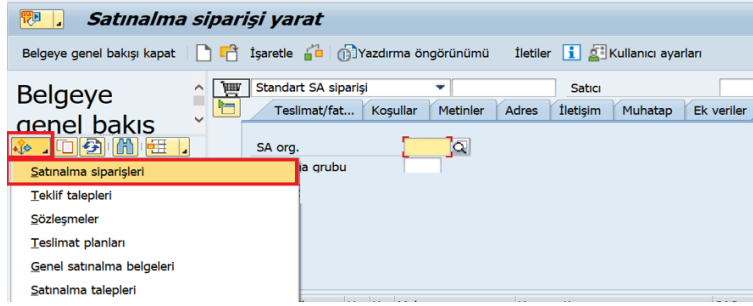 Satınalma siparişi yarat
Belgeye genel bakışı kapat İşaretle Yazdırma öngörünümü İletiler Kullanıcı ayarları
Belgeye
genel bakış
Standart SA siparişi Satıcı
Teslimat/fat... Koşullar Metinler Adres İletişim Muhatap Ek veriler
SA org.
grubu
Satınalma siparişleri
Teklif talepleri
Sözleşmeler
Teslimat planları
Genel satınalma belgeleri
Satınalma talepleri